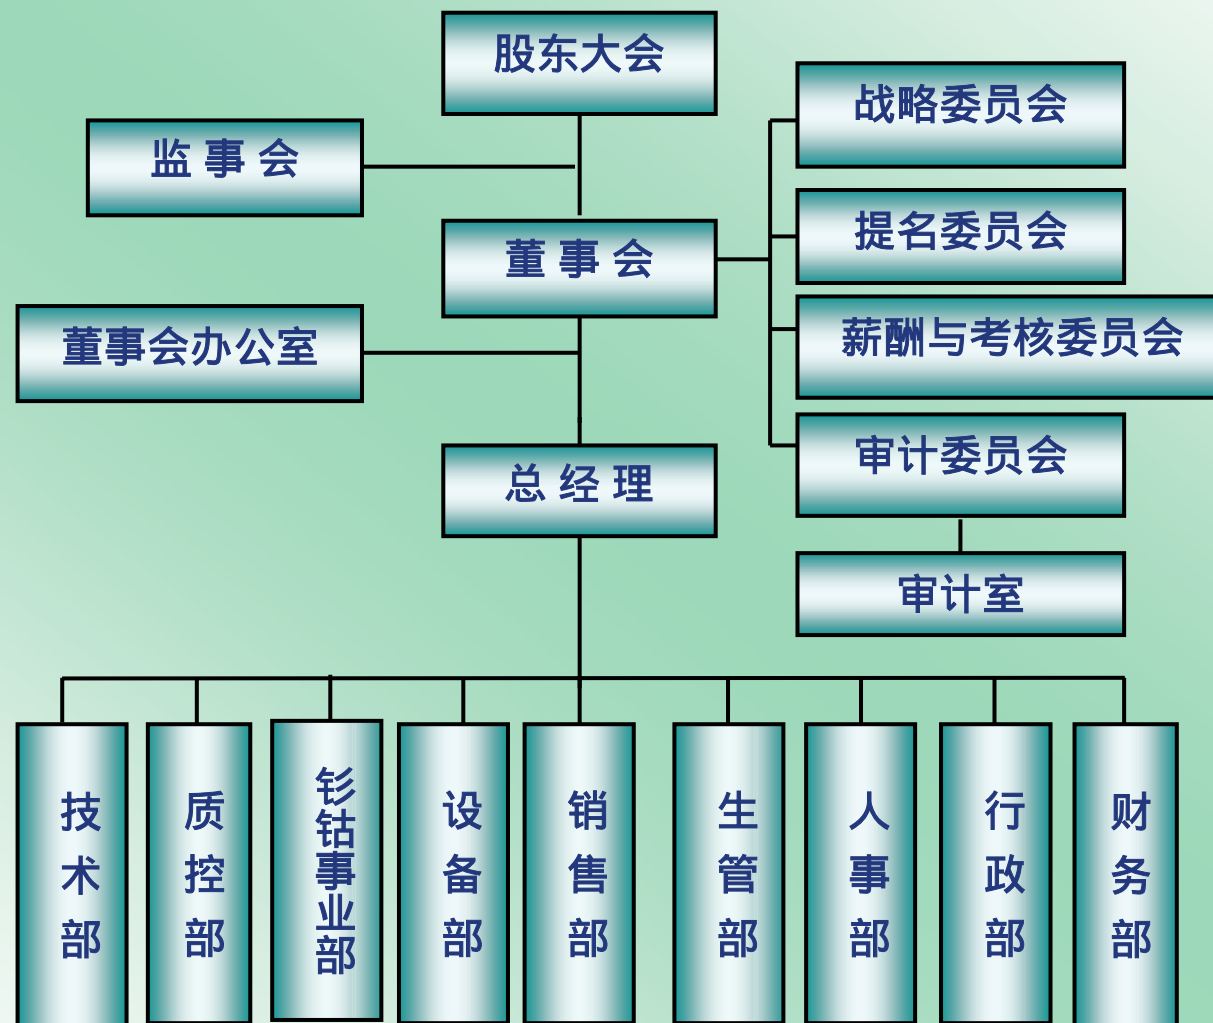 股东大会
战略委员会
监 事 会
提名委员会
董 事 会
薪酬与考核委员会
董事会办公室
审计委员会
总 经 理
审计室
技术部
质控部
钐钴事业部
设备部
销售部
生管部
人事部
行政部
财务部